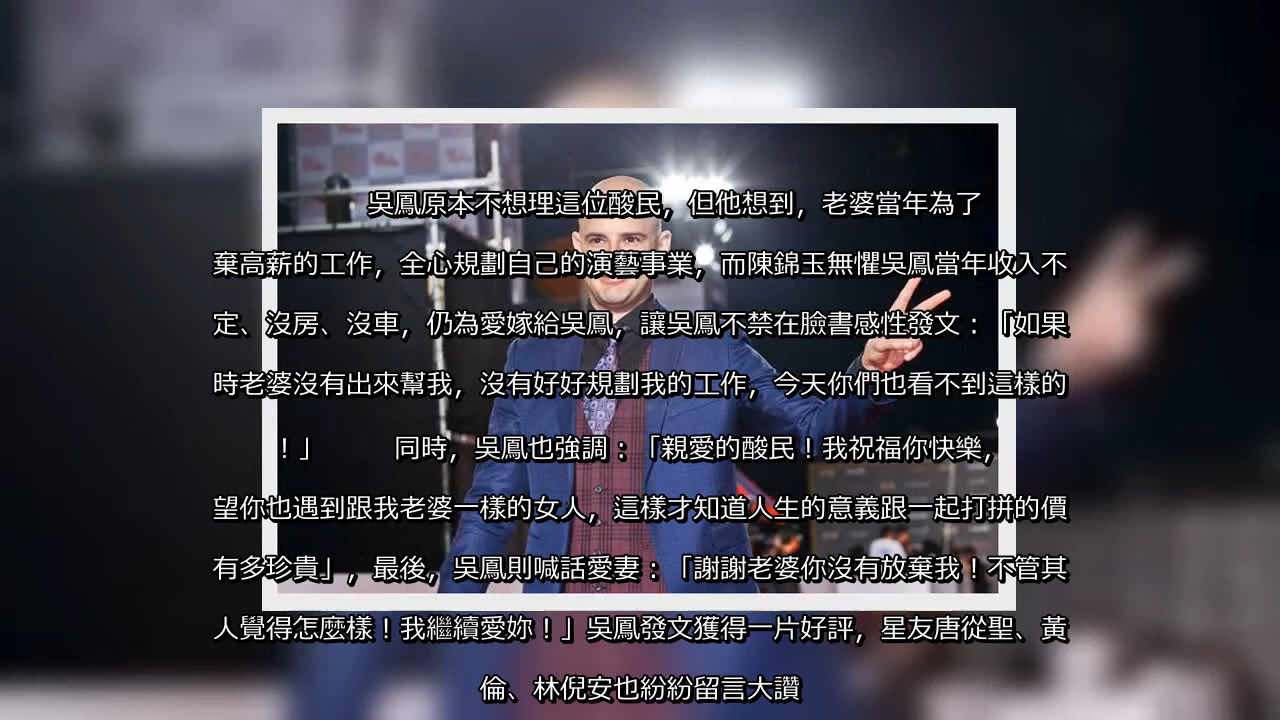 吳鳳原本不想理這位酸民，但他想到，老婆當年為了
棄高薪的工作，全心規劃自己的演藝事業，而陳錦玉無懼吳鳳當年收入不
定、沒房、沒車，仍為愛嫁給吳鳳，讓吳鳳不禁在臉書感性發文：「如果
時老婆沒有出來幫我，沒有好好規劃我的工作，今天你們也看不到這樣的
！」 同時，吳鳳也強調：「親愛的酸民！我祝福你快樂，
望你也遇到跟我老婆一樣的女人，這樣才知道人生的意義跟一起打拼的價
有多珍貴」，最後，吳鳳則喊話愛妻：「謝謝老婆你沒有放棄我！不管其
人覺得怎麼樣！我繼續愛妳！」吳鳳發文獲得一片好評，星友唐從聖、黃
倫、林倪安也紛紛留言大讚